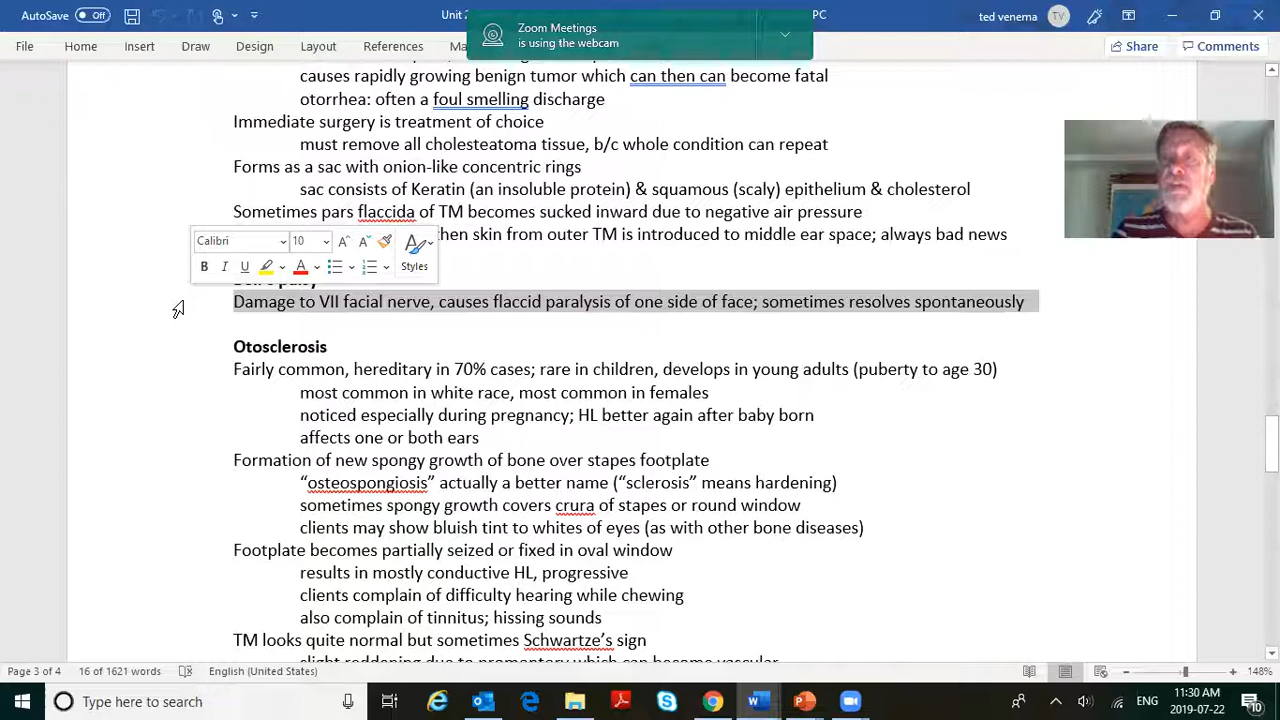 AutoSave Off
Unit 2
PC
ted venema TV
Zoom Meetings
is using the webcam
File Home Insert Draw Design Layout References Ma
Share Comments
causes rapidly growing benign tumor which can then can become fatal
otorrhea: often a foul smelling discharge
Immediate surgery is treatment of choice
must remove all cholesteatoma tissue, b/c whole condition can repeat
Forms as a sac with onion-like concentric rings
sac consists of Keratin (an insoluble protein) & squamous (scaly) epithelium & cholesterol
Sometimes pars flaccida of TM becomes sucked inward due to negative air pressure
then skin from outer TM is introduced to middle ear space; always bad news
Calibri 10
Styles
Damage to VII facial nerve, causes flaccid paralysis of one side of face; sometimes resolves spontaneously
Otosclerosis
Fairly common, hereditary in 70% cases; rare in children, develops in young adults (puberty to age 30)
most common in white race, most common in females
noticed especially during pregnancy; HL better again after baby born
affects one or both ears
Formation of new spongy growth of bone over stapes footplate
“osteospongiosis” actually a better name (“sclerosis” means hardening)
sometimes spongy growth covers crura of stapes or round window
clients may show bluish tint to whites of eyes (as with other bone diseases)
Footplate becomes partially seized or fixed in oval window
results in mostly conductive HL, progressive
clients complain of difficulty hearing while chewing
also complain of tinnitus; hissing sounds
TM looks quite normal but sometimes Schwartze’s sign
slight reddening due to promontory which can become vascular
Page 3 of 4 16 of 1621 words English (United States) 148%
Type here to search
ENG
11:30 AM
2019-07-22
10